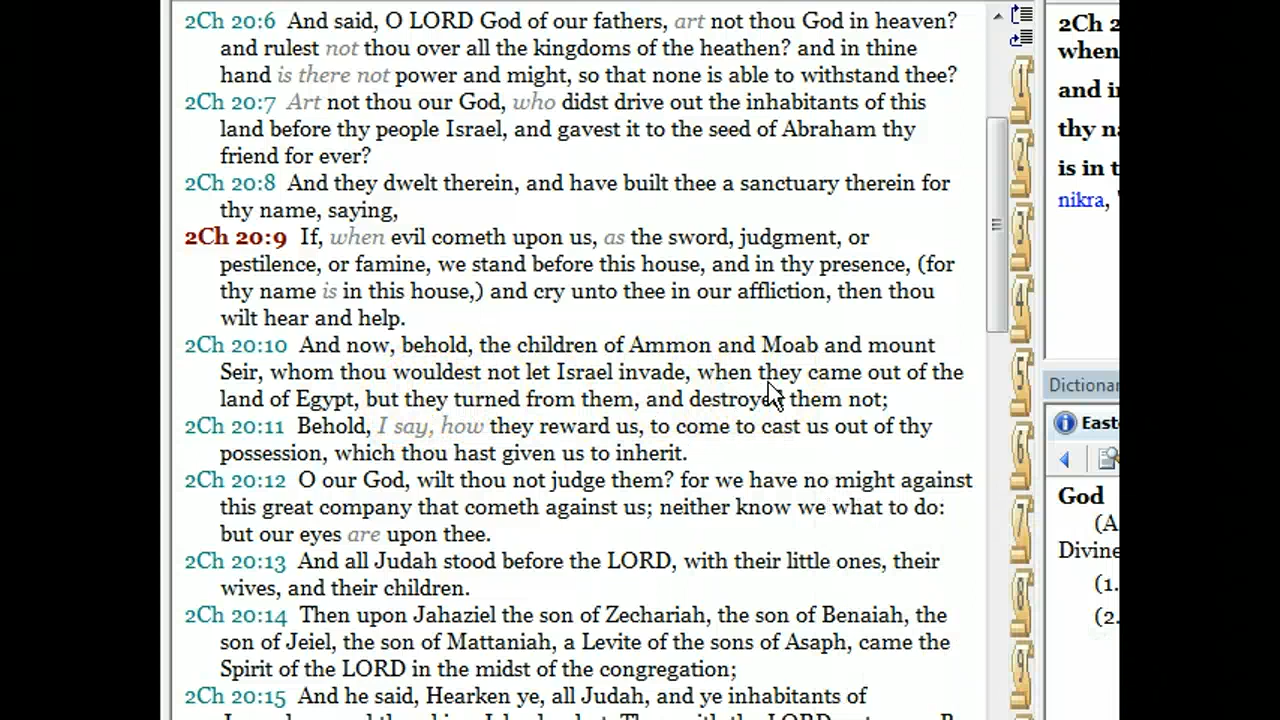 2Ch 20:6 And said, O LORD God of our fathers, art not thou God in heaven?
and rulest not thou over all the kingdoms of the heathen? and in thine
hand is there not power and might, so that none is able to withstand thee?
2Ch 20:7 Art not thou our God, who didst drive out the inhabitants of this
land before thy people Israel, and gavest it to the seed of Abraham thy
friend for ever?
2Ch 20:8 And they dwelt therein, and have built thee a sanctuary therein for
thy name, saying,
2Ch 20:9 If, when evil cometh upon us, as the sword, judgment, or
pestilence, or famine, we stand before this house, and in thy presence, (for
thy name is in this house,) and cry unto thee in our affliction, then thou
wilt hear and help.
2Ch 20:10 And now, behold, the children of Ammon and Moab and mount
Seir, whom thou wouldest not let Israel invade, when they came out of the
land of Egypt, but they turned from them, and destroyed them not;
2Ch 20:11 Behold, I say, how they reward us, to come to cast us out of thy
possession, which thou hast given us to inherit.
2Ch 20:12 O our God, wilt thou not judge them? for we have no might against
this great company that cometh against us; neither know we what to do:
but our eyes are upon thee.
2Ch 20:13 And all Judah stood before the LORD, with their little ones, their
wives, and their children.
2Ch 20:14 Then upon Jahaziel the son of Zechariah, the son of Benaiah, the
son of Jeiel, the son of Mattaniah, a Levite of the sons of Asaph, came the
Spirit of the LORD in the midst of the congregation;
2Ch 20:15 And he said, Hearken ye, all Judah, and ye inhabitants of
1
2
3
4
5
6
7
8
9
2Ch 2
when
and i
thy n
is in t
nikra,
Dictionar
East
God
(A
Divine
(1.
(2.